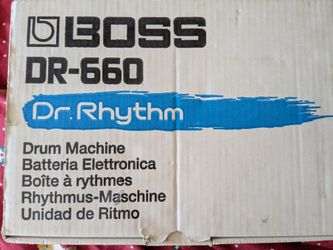 BOSS
DR-660
Dr. Rhythm
Drum Machine
Batteria Elettronica
Boîte à rythmes
Rhythmus-Maschine
Unidad de Ritmo